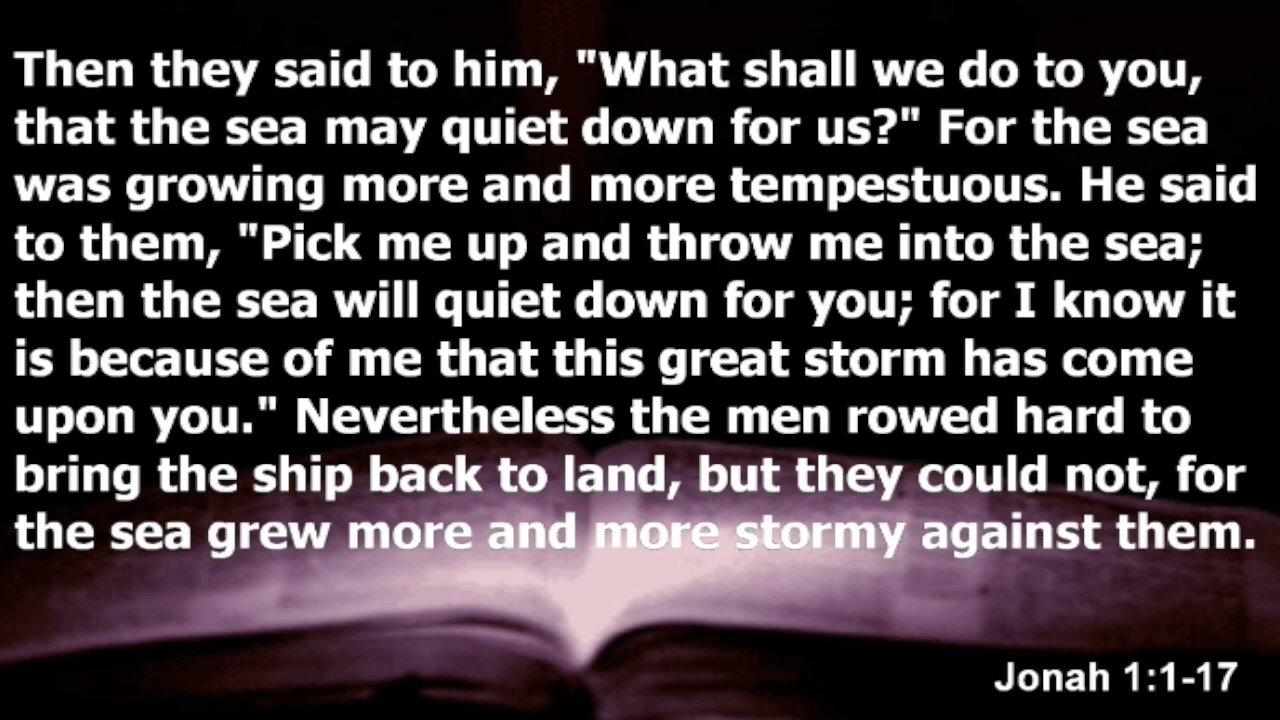 Then they said to him, "What shall we do to you,
that the sea may quiet down for us?" For the sea
was growing more and more tempestuous. He said
to them, "Pick me up and throw me into the sea;
then the sea will quiet down for you; for I know it
is because of me that this great storm has come
upon you." Nevertheless the men rowed hard to
bring the ship back to land, but they could not, for
the sea grew more and more stormy against them.
Jonah 1:1-17